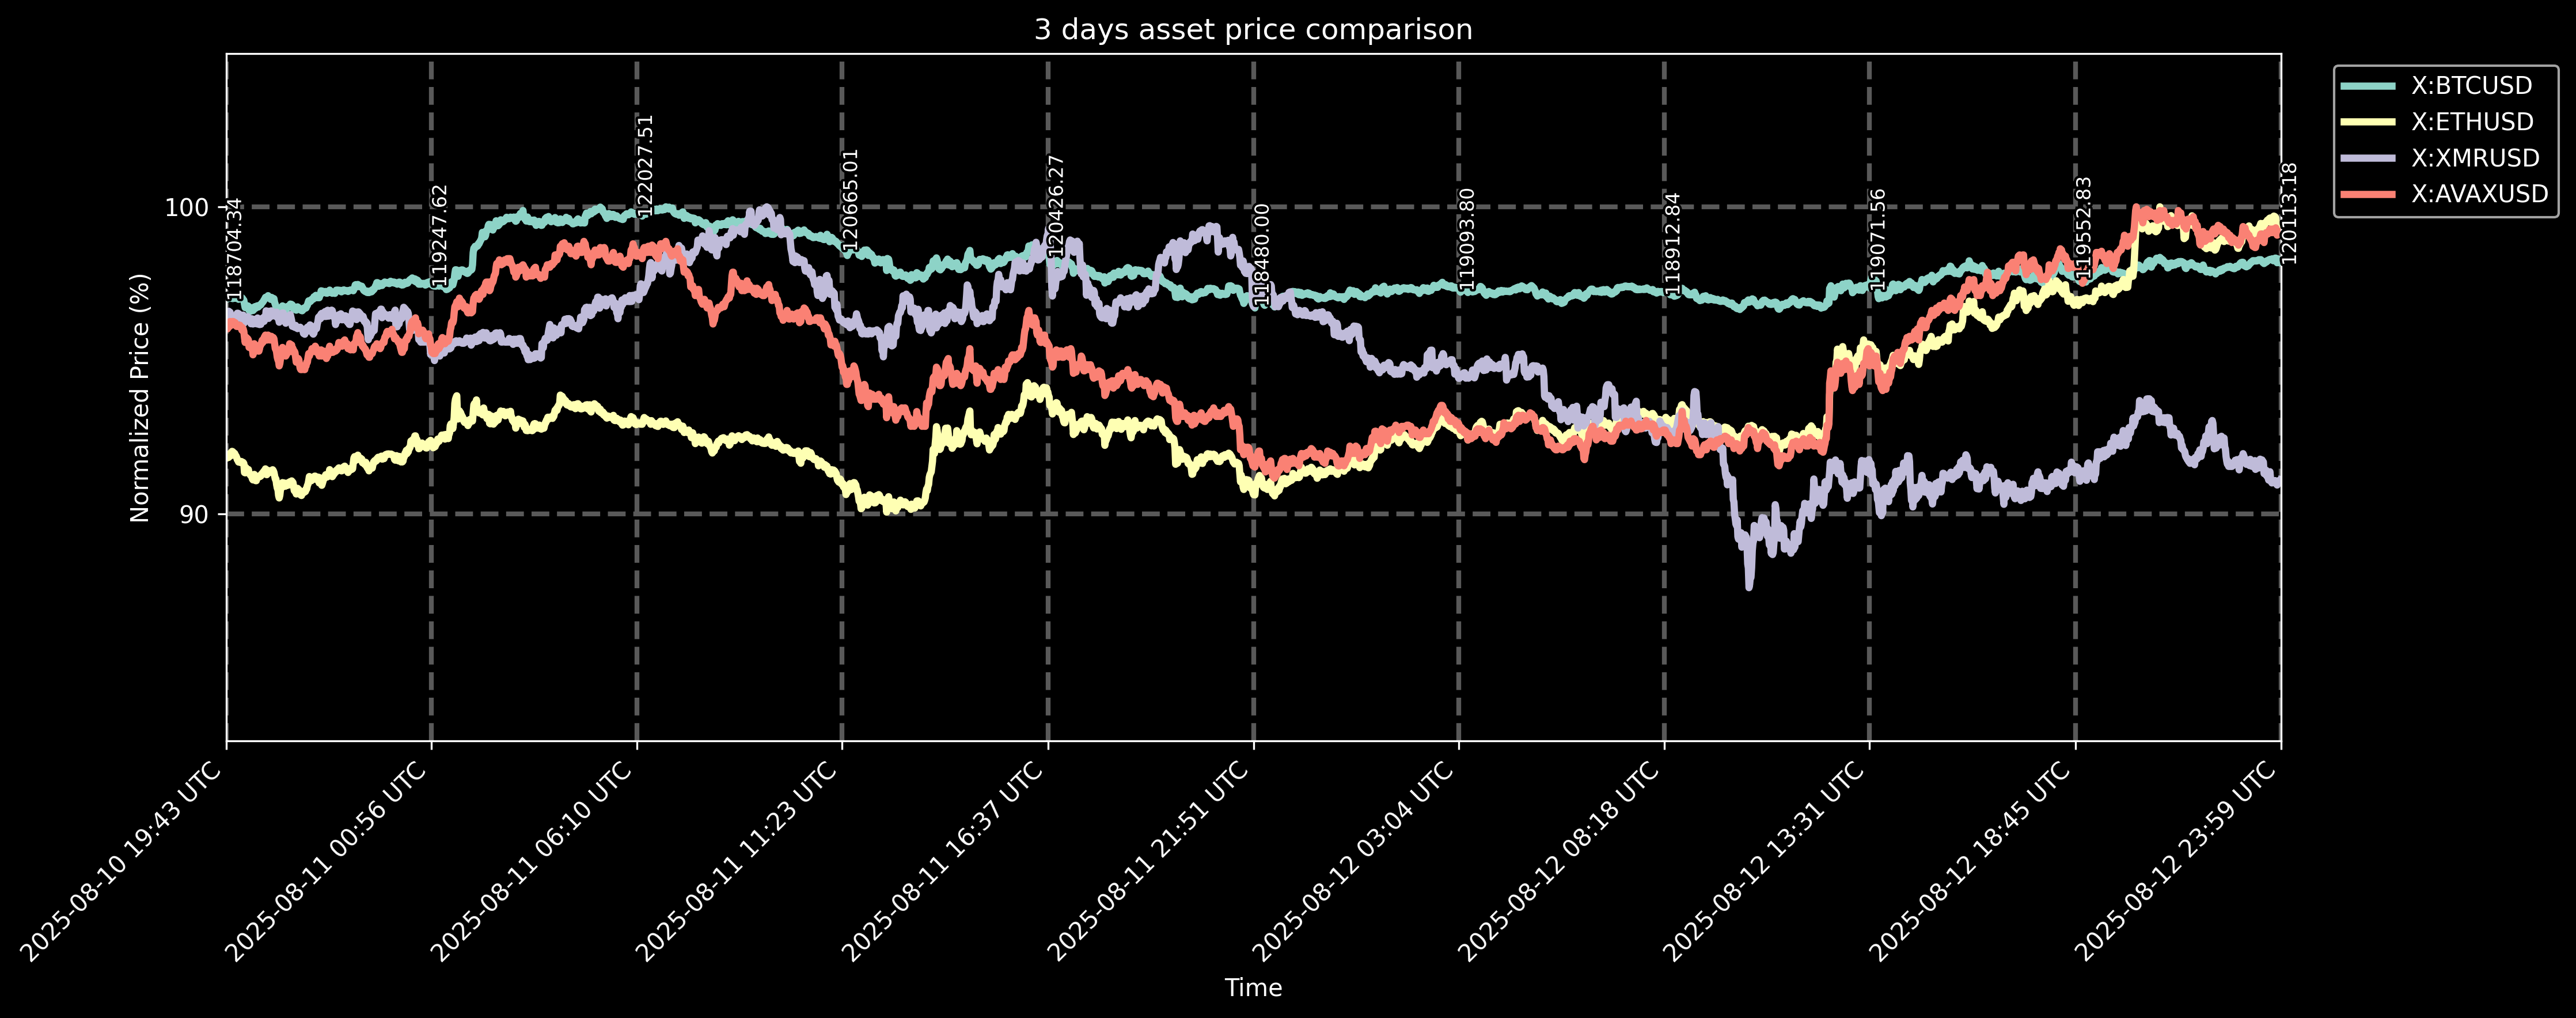 3 days asset price comparison
X:BTCUSD
X:ETHUSD
X:XMRUSD
X:AVAXUSD
Normalized Price (%)
100
90
118704.34
119247.62
122027.51
120665.01
120426.27
118480.00
119093.80
118912.84
119071.56
119552.83
120113.18
2025-08-10 19:43 UTC
2025-08-11 00:56 UTC
2025-08-11 06:10 UTC
2025-08-11 11:23 UTC
2025-08-11 16:37 UTC
2025-08-11 21:51 UTC
2025-08-12 03:04 UTC
2025-08-12 08:18 UTC
2025-08-12 13:31 UTC
2025-08-12 18:45 UTC
2025-08-12 23:59 UTC
Time